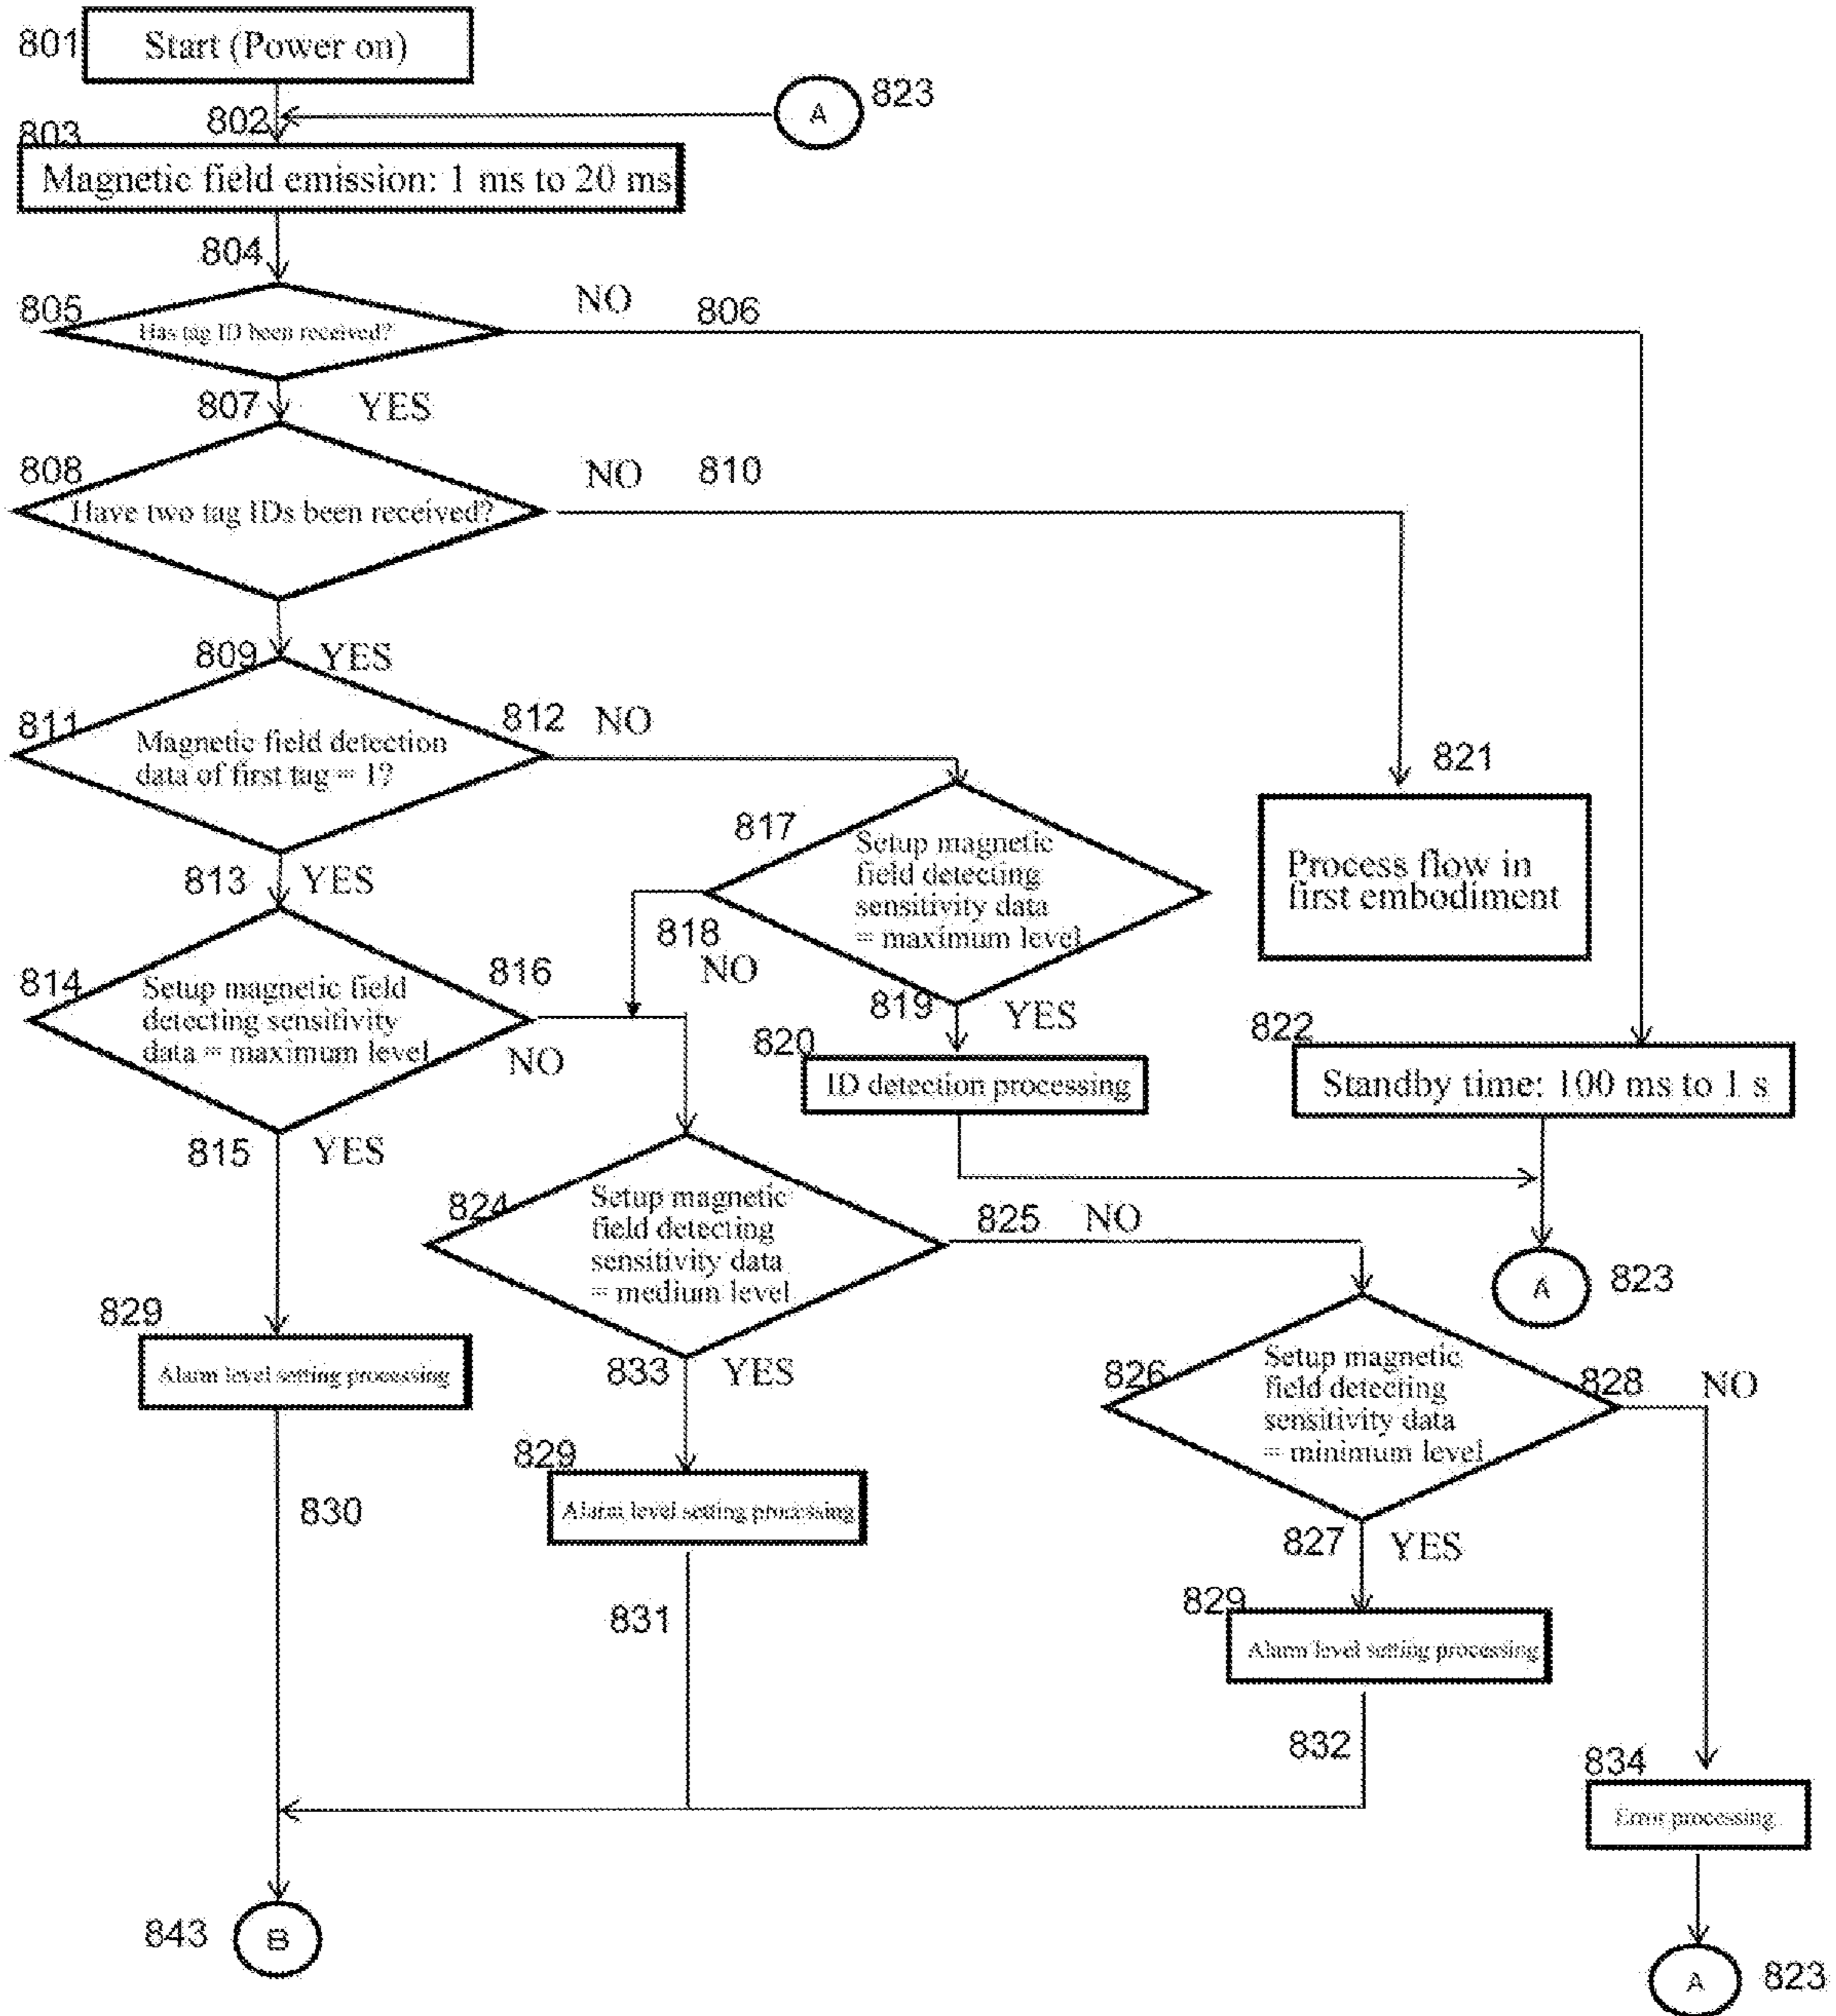 801
Start (Power on)
A
823
802
803
Magnetic field emission: 1 ms to 20 ms
804
805
Has tag ID been received?
NO
806
807
YES
808
Have two tag IDs been received?
NO
810
809
YES
811
Magnetic field detection
data of first tag = 1?
812
NO
821
Process flow in
first embodiment
817
Setup magnetic
field detecting
sensitivity data
= maximum level
813
YES
818
NO
814
Setup magnetic field
detecting sensitivity
data = maximum level
816
NO
819
YES
820
ID detection processing
822
Standby time: 100 ms to 1 s
815
YES
824
Setup magnetic
field detecting
sensitivity data
= medium level
825
NO
A
823
829
Alarm level setting processing
833
YES
826
Setup magnetic
field detecting
sensitivity data
= minimum level
828
NO
829
Alarm level setting processing
830
827
YES
831
829
Alarm level setting processing
832
834
Error processing
843
B
A
823